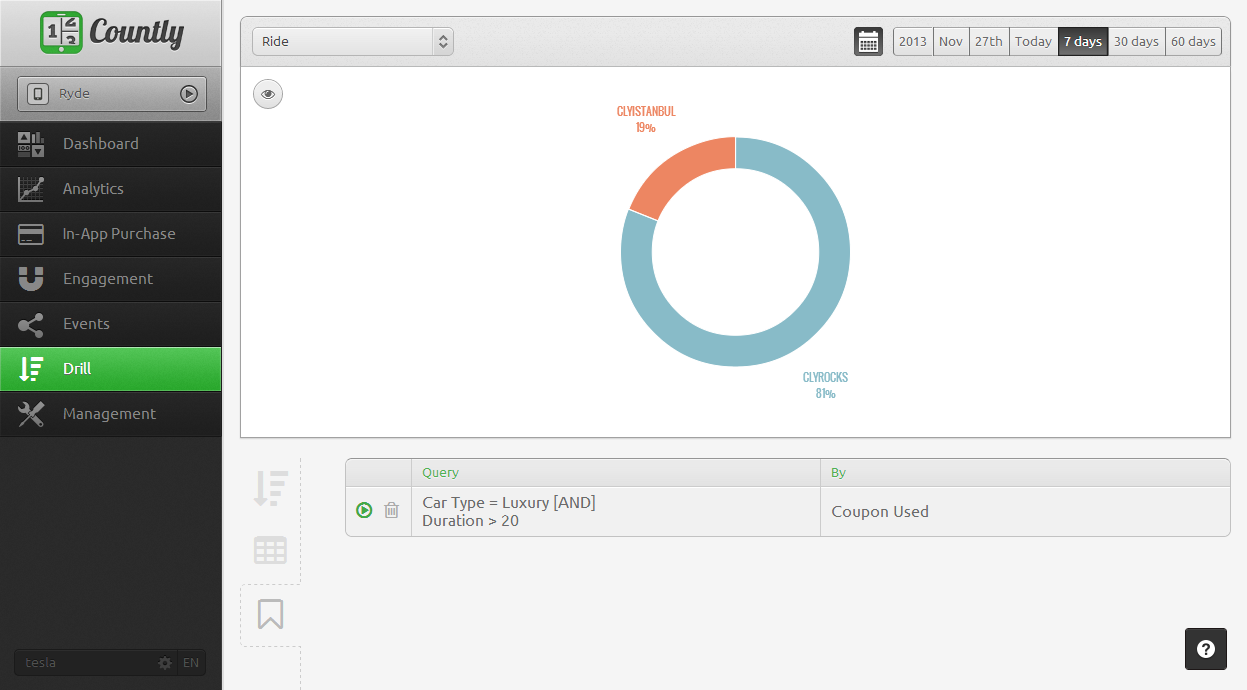 Countly
Ryde
Dashboard
Analytics
In-App Purchase
Engagement
Events
Drill
Management
tesla
EN
Ride
2013 Nov 27th Today 7 days 30 days 60 days
CLYISTANBUL
19%
CLYROCKS
81%
Query By
Car Type = Luxury [AND]
Duration > 20
Coupon Used
?